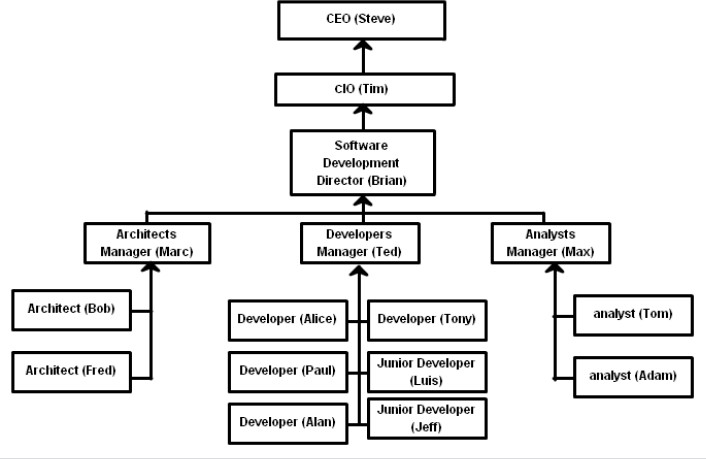 CEO (Steve)
CIO (Tim)
Software
Development
Director (Brian)
Architects
Manager (Marc)
Developers
Manager (Ted)
Analysts
Manager (Max)
Architect (Bob)
Architect (Fred)
Developer (Alice)
Developer (Tony)
Developer (Paul)
Junior Developer
(Luis)
Developer (Alan)
Junior Developer
(Jeff)
analyst (Tom)
analyst (Adam)